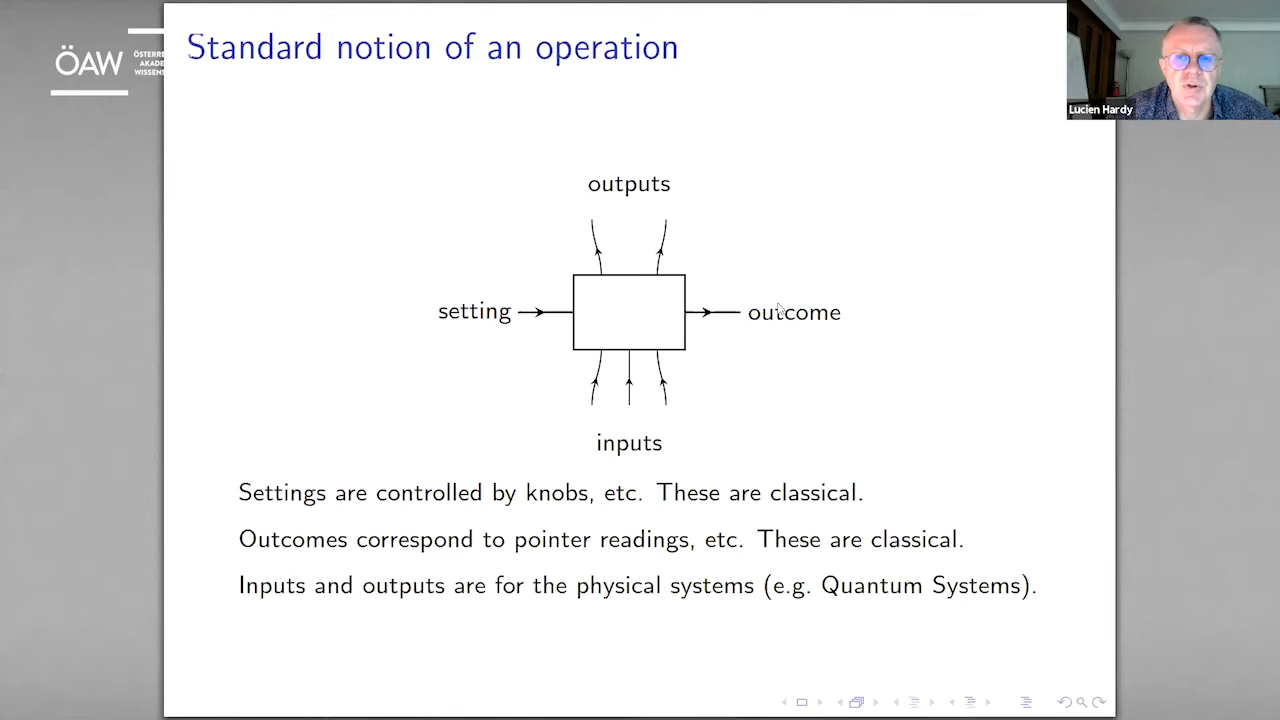 Standard notion of an operation
ÖAW
AKADE
WISSENS
Lucien Hardy
outputs
setting
outcome
inputs
Settings are controlled by knobs, etc. These are classical.
Outcomes correspond to pointer readings, etc. These are classical.
Inputs and outputs are for the physical systems (e.g. Quantum Systems).